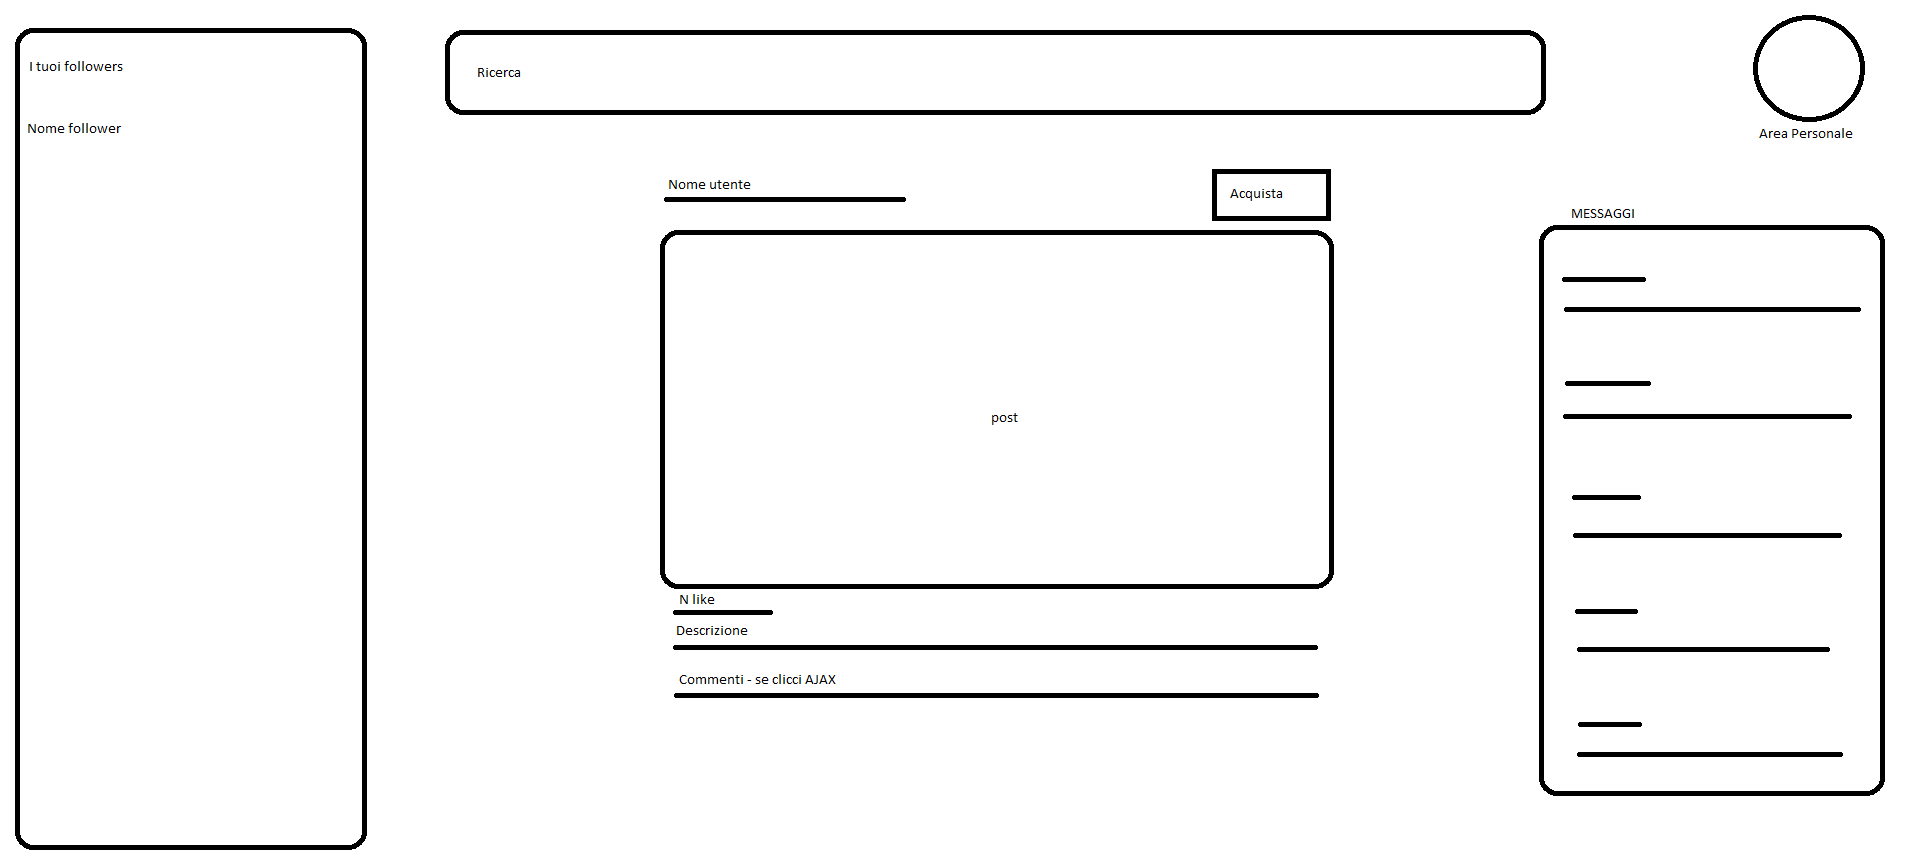 I tuoi followers
Nome follower
Ricerca
Area Personale
Nome utente
Acquista
post
N like
Descrizione
Commenti - se clicci AJAX
MESSAGGI